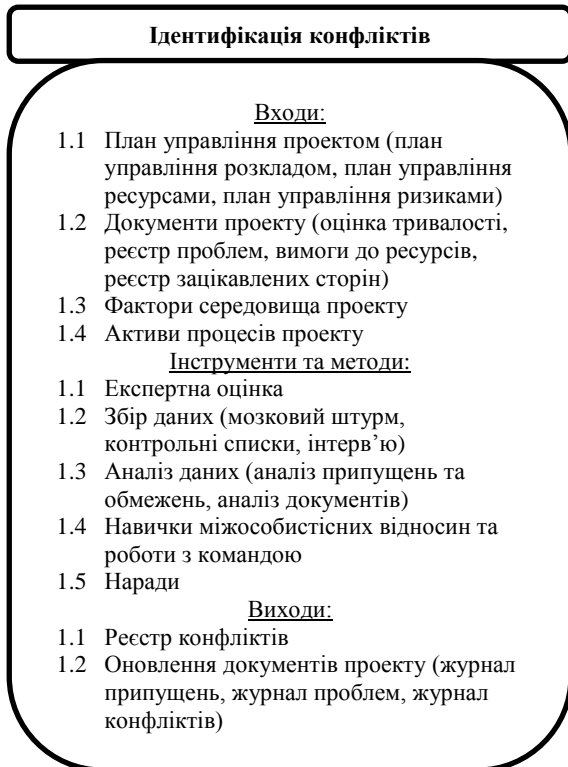 Ідентифікація конфліктів
Входи:
1.1 План управління проектом (план
управління розкладом, план управління
ресурсами, план управління ризиками)
1.2 Документи проекту (оцінка тривалості,
реєстр проблем, вимоги до ресурсів,
реєстр зацікавлених сторін)
1.3 Фактори середовища проекту
1.4 Активи процесів проекту
Інструменти та методи:
1.1 Експертна оцінка
1.2 Збір даних (мозковий штурм,
контрольні списки, інтерв’ю)
1.3 Аналіз даних (аналіз припущень та
обмежень, аналіз документів)
1.4 Навички міжособистісних відносин та
роботи з командою
1.5 Наради
Виходи:
1.1 Реєстр конфліктів
1.2 Оновлення документів проекту (журнал
припущень, журнал проблем, журнал
конфліктів)